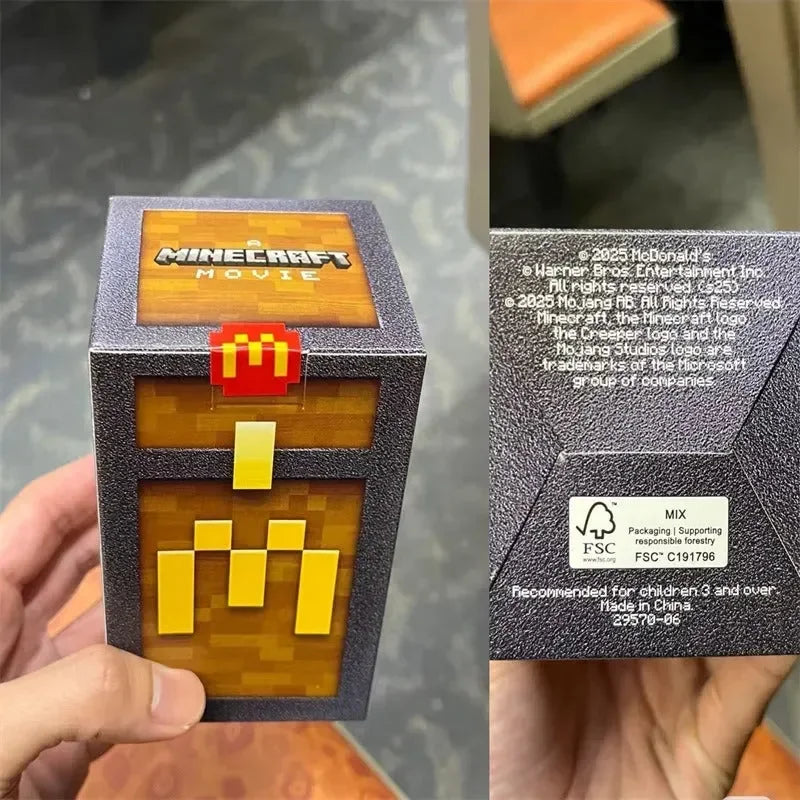 A
MINECRAFT
MOVIE
M
M
© 2025 McDonald's
© Warner Bros. Entertainment Inc.
All rights reserved. (s25)
© 2025 Mojang AB. All Rights Reserved.
Minecraft, the Minecraft logo
the Creeper logo and the
Mojang Studios logo are
trademarks of the Microsoft
group of companies.
FSC
www.fsc.org
MIX
Packaging | Supporting
responsible forestry
FSC™ C191796
Recommended for children 3 and over.
Made in China.
29570-06